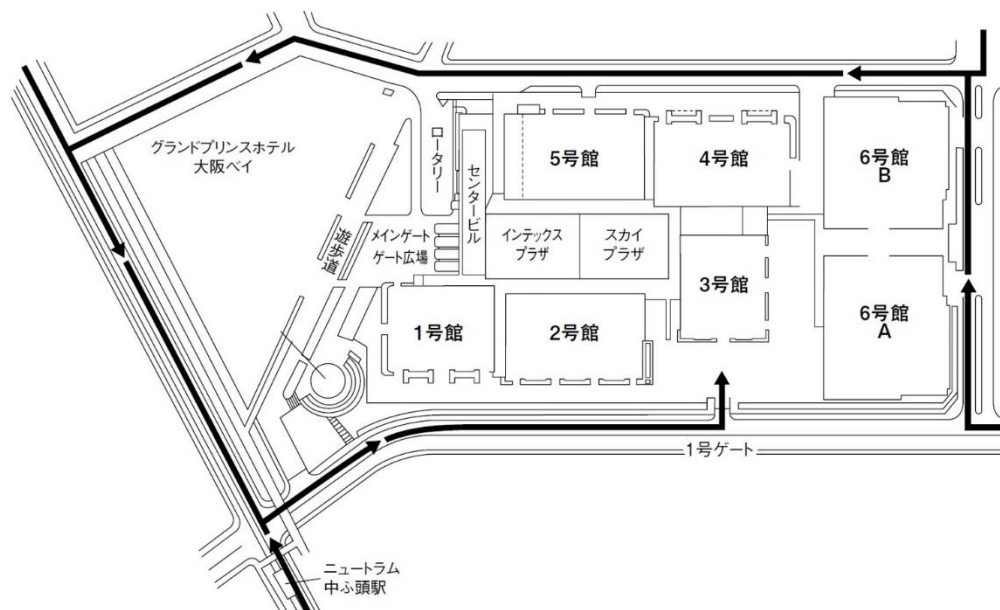 グランドプリンスホテル
大阪ベイ
ロータリー
センタービル
5号館
4号館
6号館
B
遊歩道
メインゲート
ゲート広場
インテックス
プラザ
スカイ
プラザ
3号館
1号館
2号館
6号館
A
1号ゲート
ニュートラム
中ふ頭駅